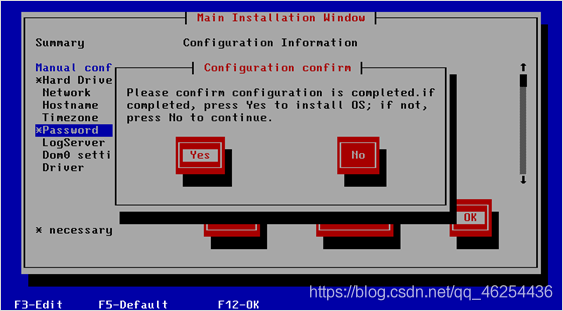 Main Installation Window
Summary Configuration Information
Manual conf
*Hard Drive
Network
Hostname
Timezone
*Password
LogServer
Dom0 setti
Driver
* necessary
Configuration confirm
Please confirm configuration is completed.if
completed, press Yes to install OS; if not,
press No to continue.
Yes No
OK
F3-Edit F5-Default F12-OK
https://blog.csdn.net/qq_46254436